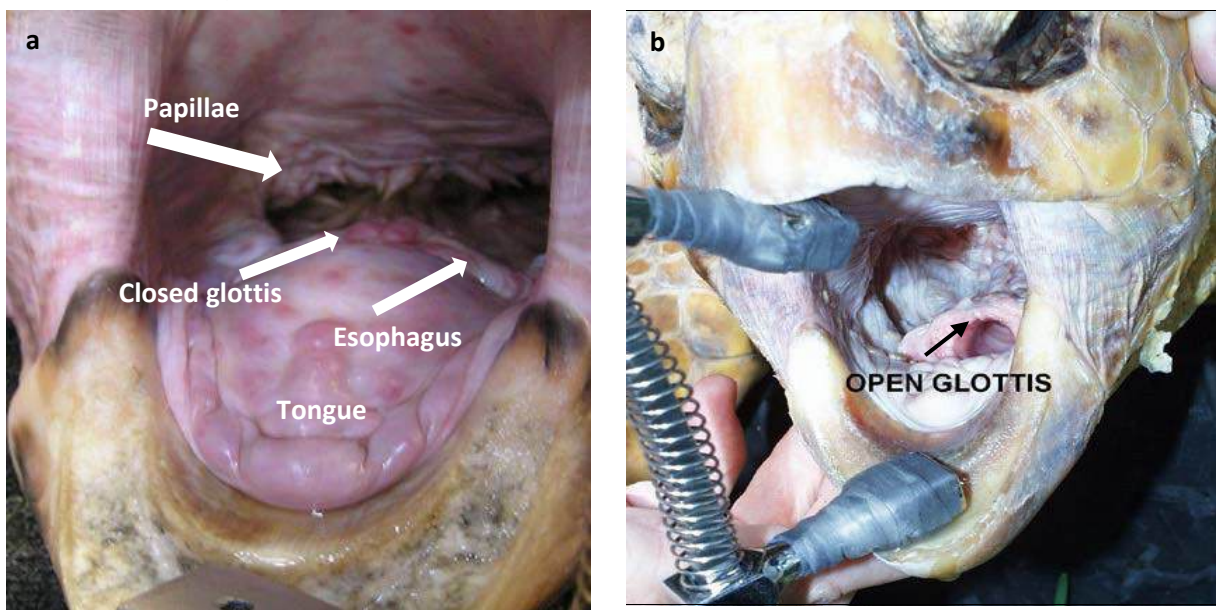 a
Papillae
Closed glottis
Esophagus
Tongue
b
OPEN GLOTTIS